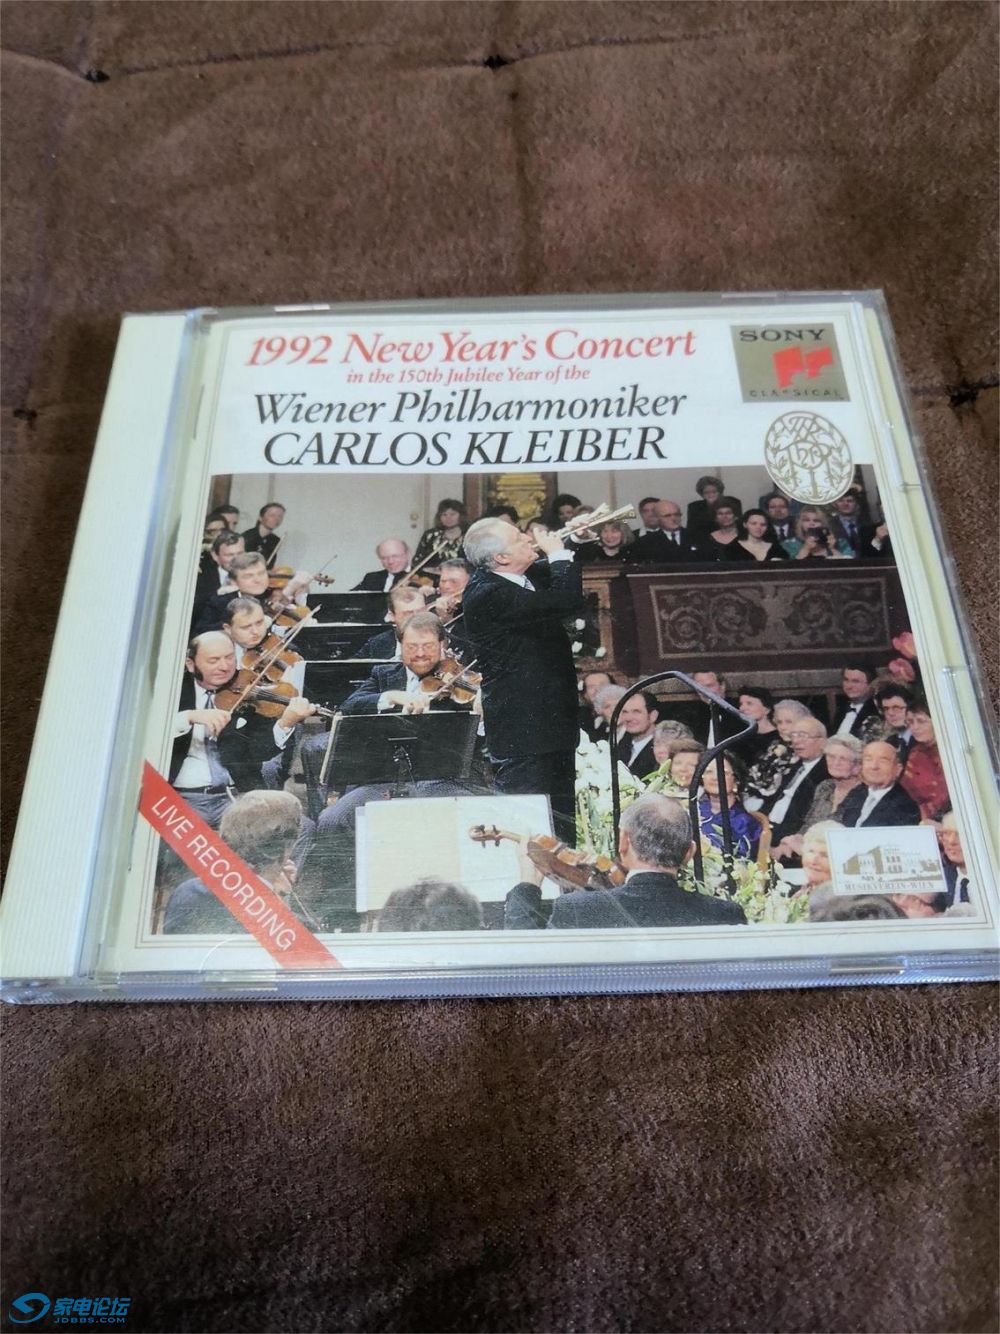 1992 New Year's Concert
in the 150th Jubilee Year of the
Wiener Philharmoniker
CARLOS KLEIBER
SONY
CLASSICAL
LIVE RECORDING
MUSIKVEREIN-WIEN
家电论坛
JDBBS.COM